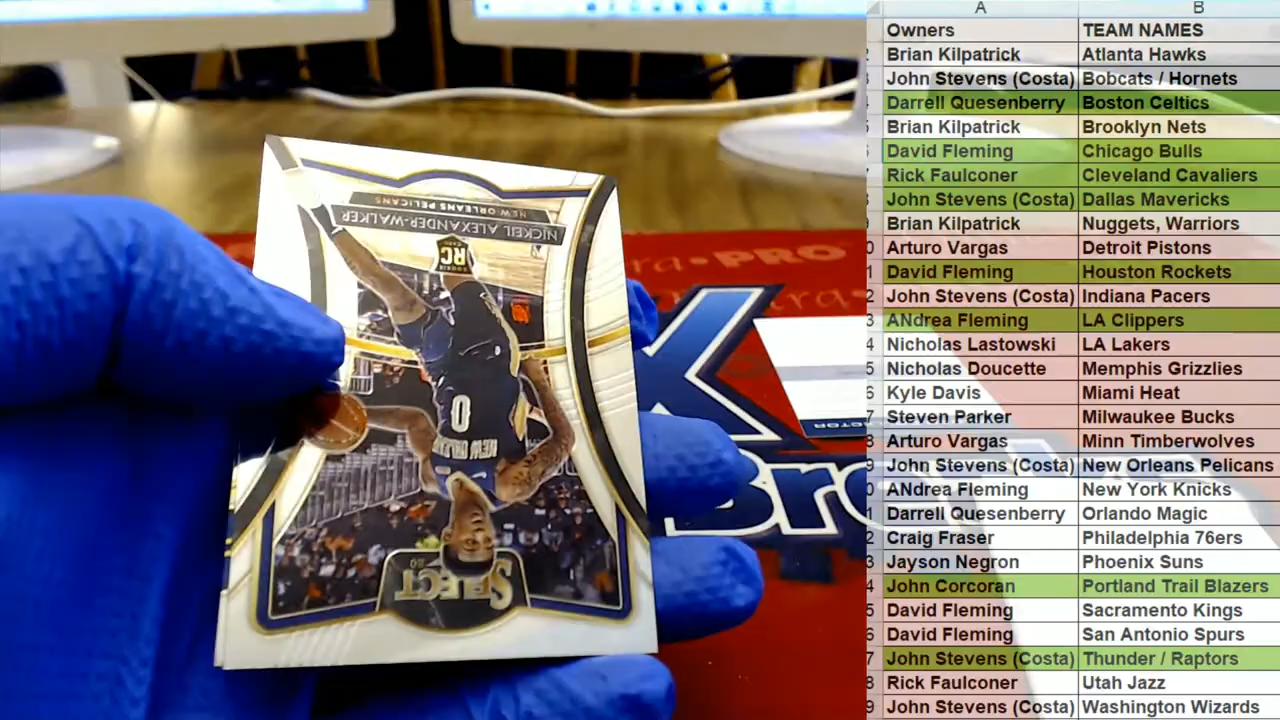 NICKEIL ALEXANDER-WALKER
NEW ORLEANS PELICANS
RC
0
NEW ORLEANS
SELECT
PRO
K
Bro
A B
Owners TEAM NAMES
Brian Kilpatrick Atlanta Hawks
John Stevens (Costa) Bobcats / Hornets
Darrell Quesenberry Boston Celtics
Brian Kilpatrick Brooklyn Nets
David Fleming Chicago Bulls
Rick Faulconer Cleveland Cavaliers
John Stevens (Costa) Dallas Mavericks
Brian Kilpatrick Nuggets, Warriors
Arturo Vargas Detroit Pistons
David Fleming Houston Rockets
John Stevens (Costa) Indiana Pacers
ANdrea Fleming LA Clippers
Nicholas Lastowski LA Lakers
Nicholas Doucette Memphis Grizzlies
Kyle Davis Miami Heat
Steven Parker Milwaukee Bucks
Arturo Vargas Minn Timberwolves
John Stevens (Costa) New Orleans Pelicans
ANdrea Fleming New York Knicks
Darrell Quesenberry Orlando Magic
Craig Fraser Philadelphia 76ers
Jayson Negron Phoenix Suns
John Corcoran Portland Trail Blazers
David Fleming Sacramento Kings
David Fleming San Antonio Spurs
John Stevens (Costa) Thunder / Raptors
Rick Faulconer Utah Jazz
John Stevens (Costa) Washington Wizards